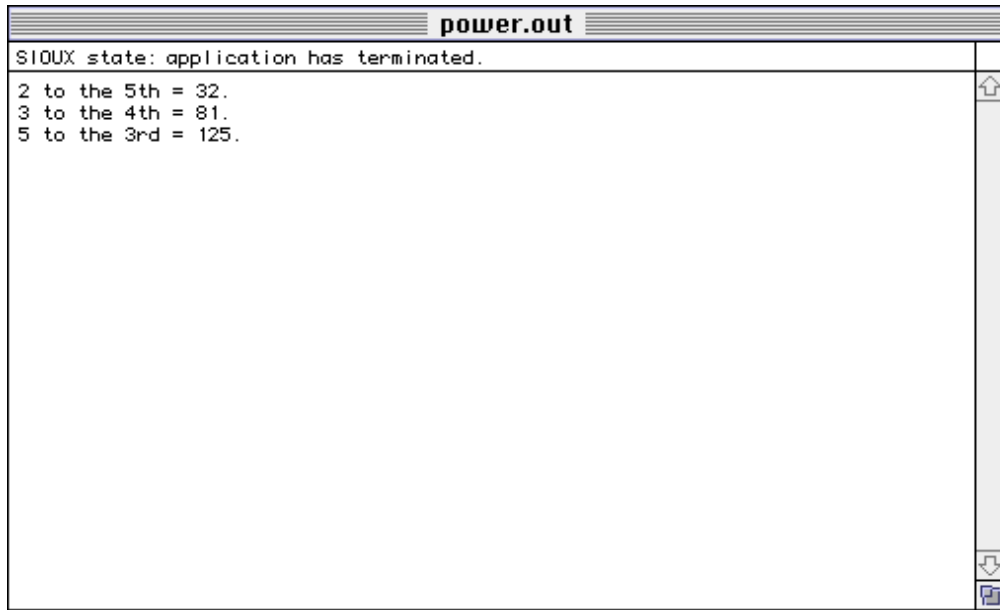 power.out
SIOUX state: application has terminated.
2 to the 5th = 32.
3 to the 4th = 81.
5 to the 3rd = 125.